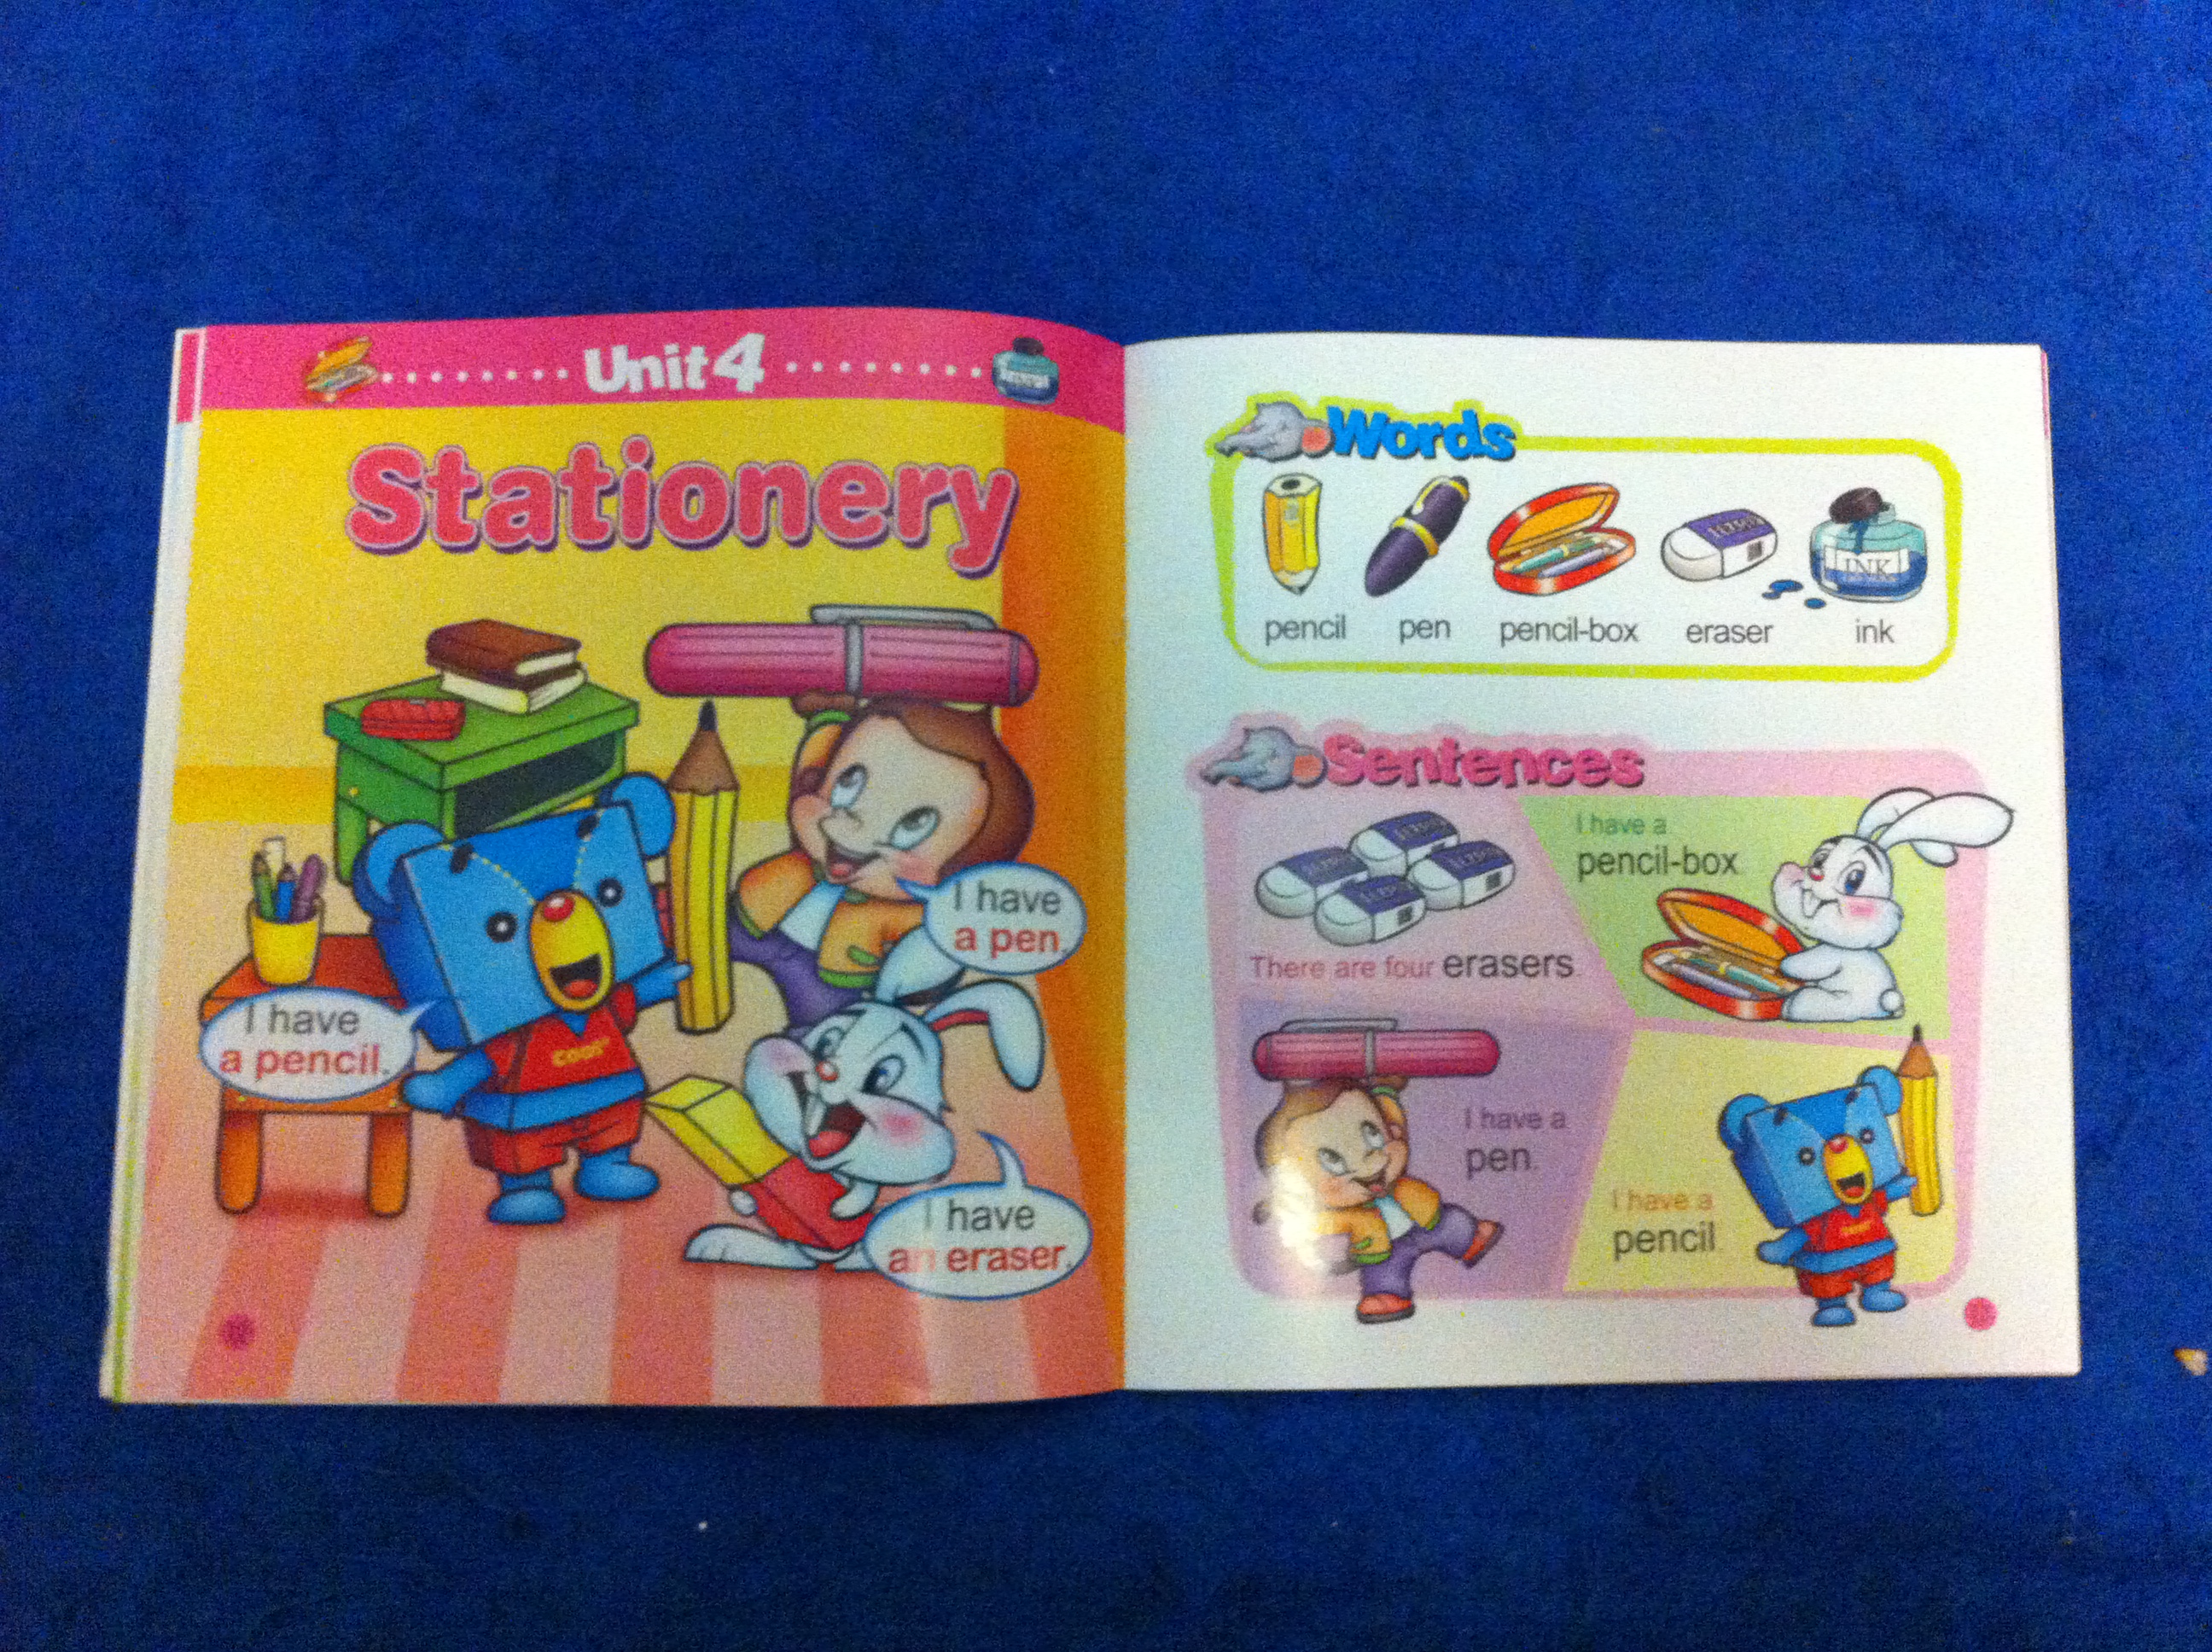 Unit 4
Stationery
I have
a pen.
I have
a pencil.
I have
an eraser.
COOL
Words
INK
pencil pen pencil-box eraser ink
Sentences
I have a
pencil-box.
There are four erasers.
I have a
pen.
I have a
pencil.